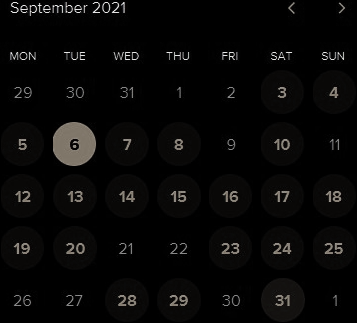 September 2021
MON TUE WED THU FRI SAT SUN
29 30 31 1 2 3 4
5 6 7 8 9 10 11
12 13 14 15 16 17 18
19 20 21 22 23 24 25
26 27 28 29 30 31 1